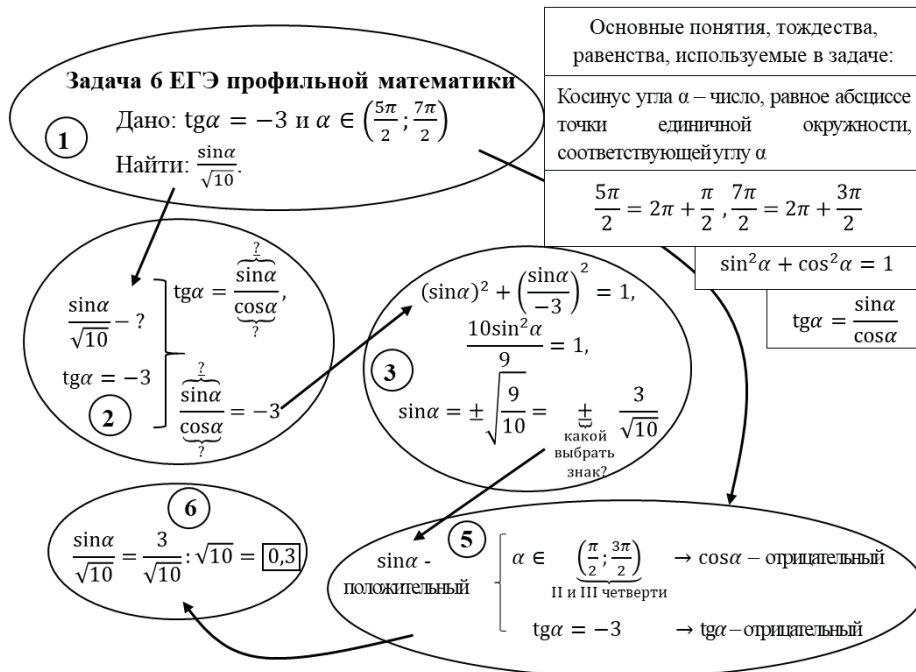 Задача 6 ЕГЭ профильной математики
Дано: tgα = −3 и α ∈ (5π/2 ; 7π/2)
1
Найти: sinα/√10.
Основные понятия, тождества,
равенства, используемые в задаче:
Косинус угла α – число, равное абсциссе
точки единичной окружности,
соответствующей углу α
5π/2 = 2π + π/2 , 7π/2 = 2π + 3π/2
sin²α + cos²α = 1
tgα = sinα/cosα
?
tgα = sinα/cosα,
?
sinα/√10 − ?
tgα = −3
2
?
sinα/cosα = −3
?
(sinα)² + (sinα/−3)² = 1,
10sin²α/9 = 1,
3
sinα = ± √(9/10) = ± 3/√10
какой
выбрать
знак?
5
sinα -
положительный
α ∈ (π/2 ; 3π/2) → cosα – отрицательный
II и III четверти
tgα = −3 → tgα – отрицательный
6
sinα/√10 = 3/√10 : √10 = 0,3